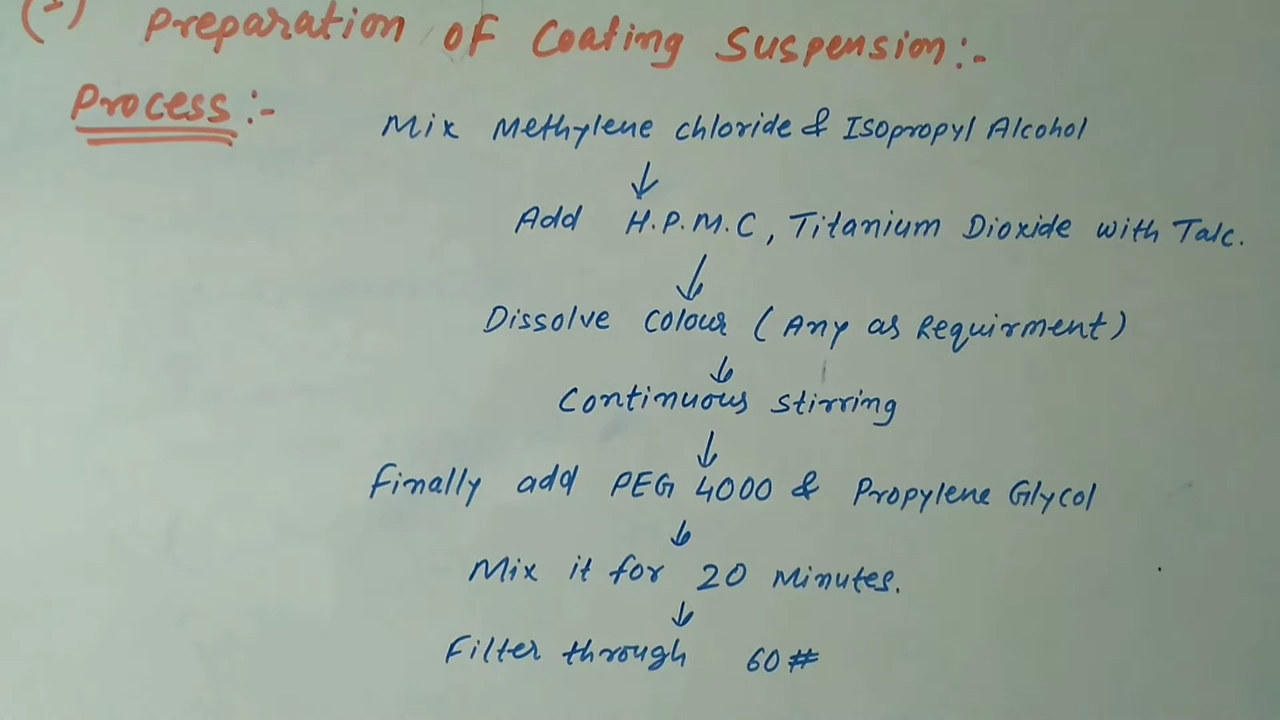 Preparation of Coating Suspension:-
Process:-
Mix Methylene chloride & Isopropyl Alcohol
↓
Add H.P.M.C, Titanium Dioxide with Talc.
↓
Dissolve Colour (Any as Requirment)
↓
Continuous stirring
↓
Finally add PEG 4000 & Propylene Glycol
↓
Mix it for 20 Minutes.
↓
Filter through 60#